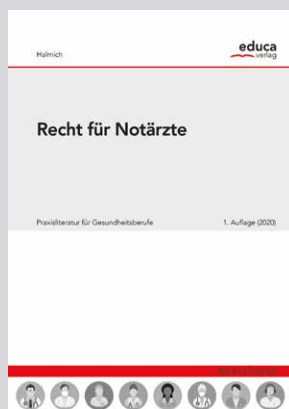 Halmich
educa
verlag
Recht für Notärzte
Praxisliteratur für Gesundheitsberufe
1. Auflage (2020)